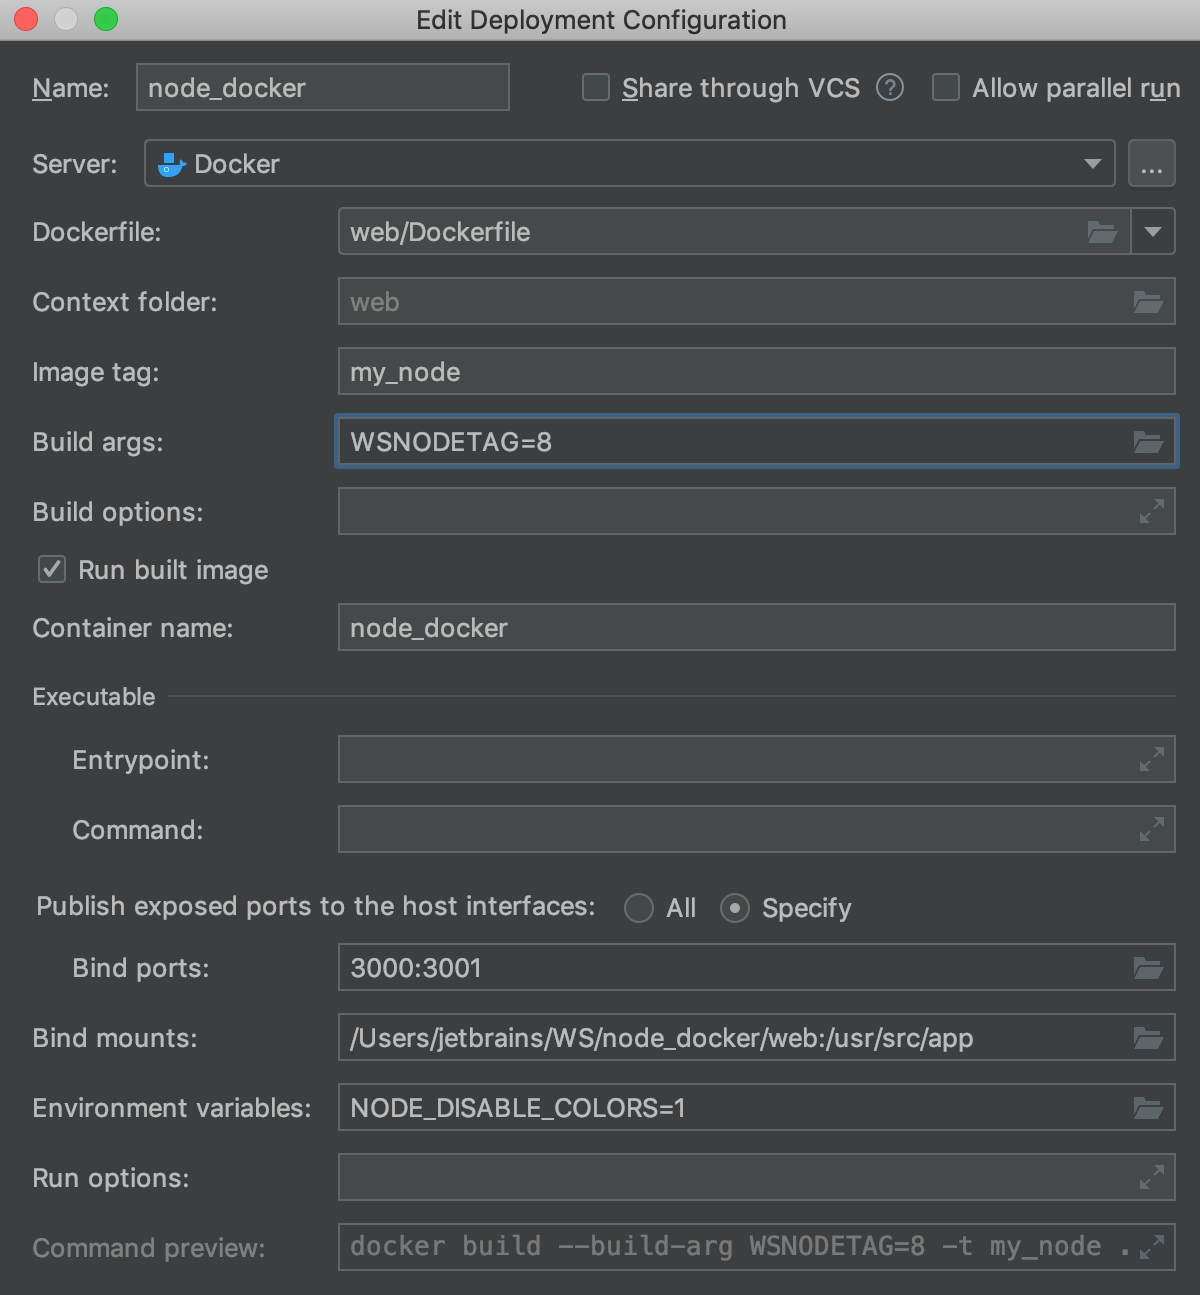 Edit Deployment Configuration
Name: node_docker Share through VCS ? Allow parallel run
Server: Docker ...
Dockerfile: web/Dockerfile
Context folder: web
Image tag: my_node
Build args: WSNODETAG=8
Build options:
Run built image
Container name: node_docker
Executable
Entrypoint:
Command:
Publish exposed ports to the host interfaces: All Specify
Bind ports: 3000:3001
Bind mounts: /Users/jetbrains/WS/node_docker/web:/usr/src/app
Environment variables: NODE_DISABLE_COLORS=1
Run options:
Command preview: docker build --build-arg WSNODETAG=8 -t my_node .